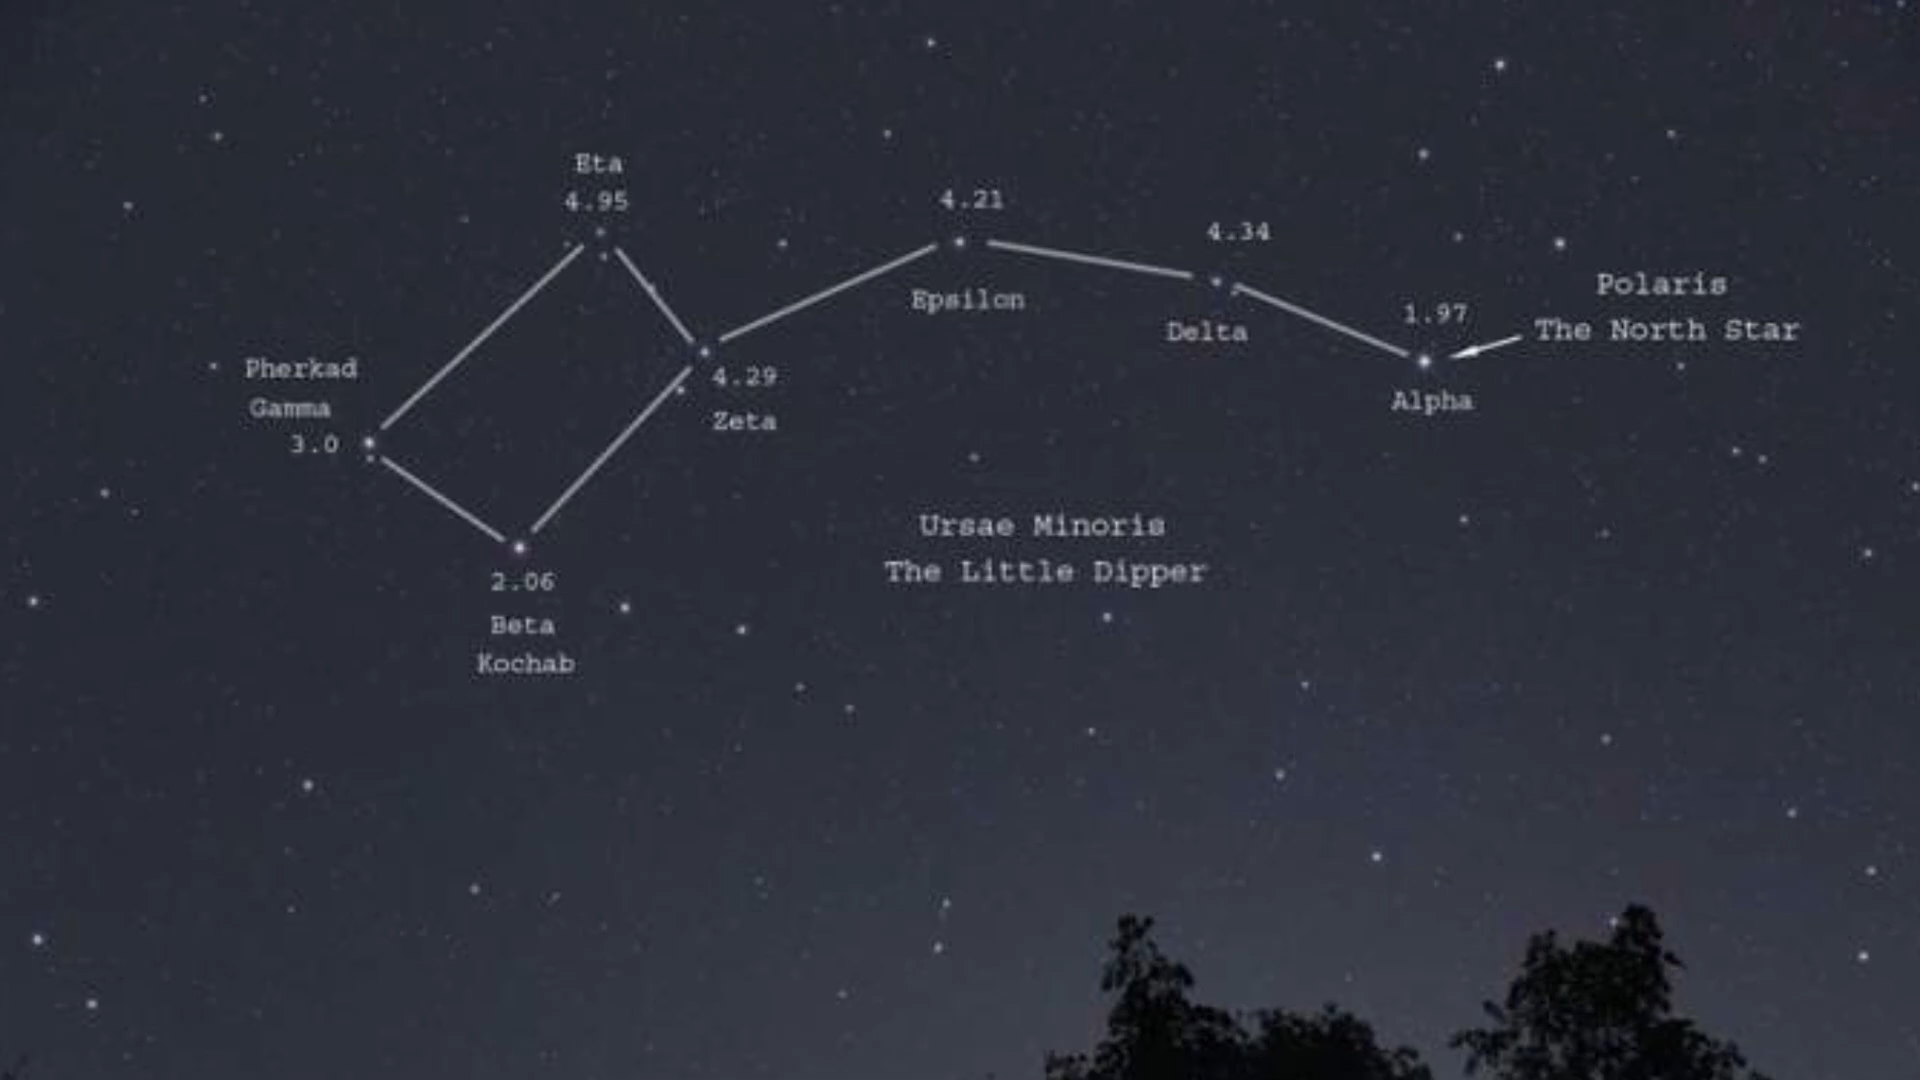 Eta
4.95
4.21
Epsilon
4.34
Delta
Polaris
The North Star
1.97
Alpha
Pherkad
Gamma
3.0
4.29
Zeta
Ursae Minoris
The Little Dipper
2.06
Beta
Kochab